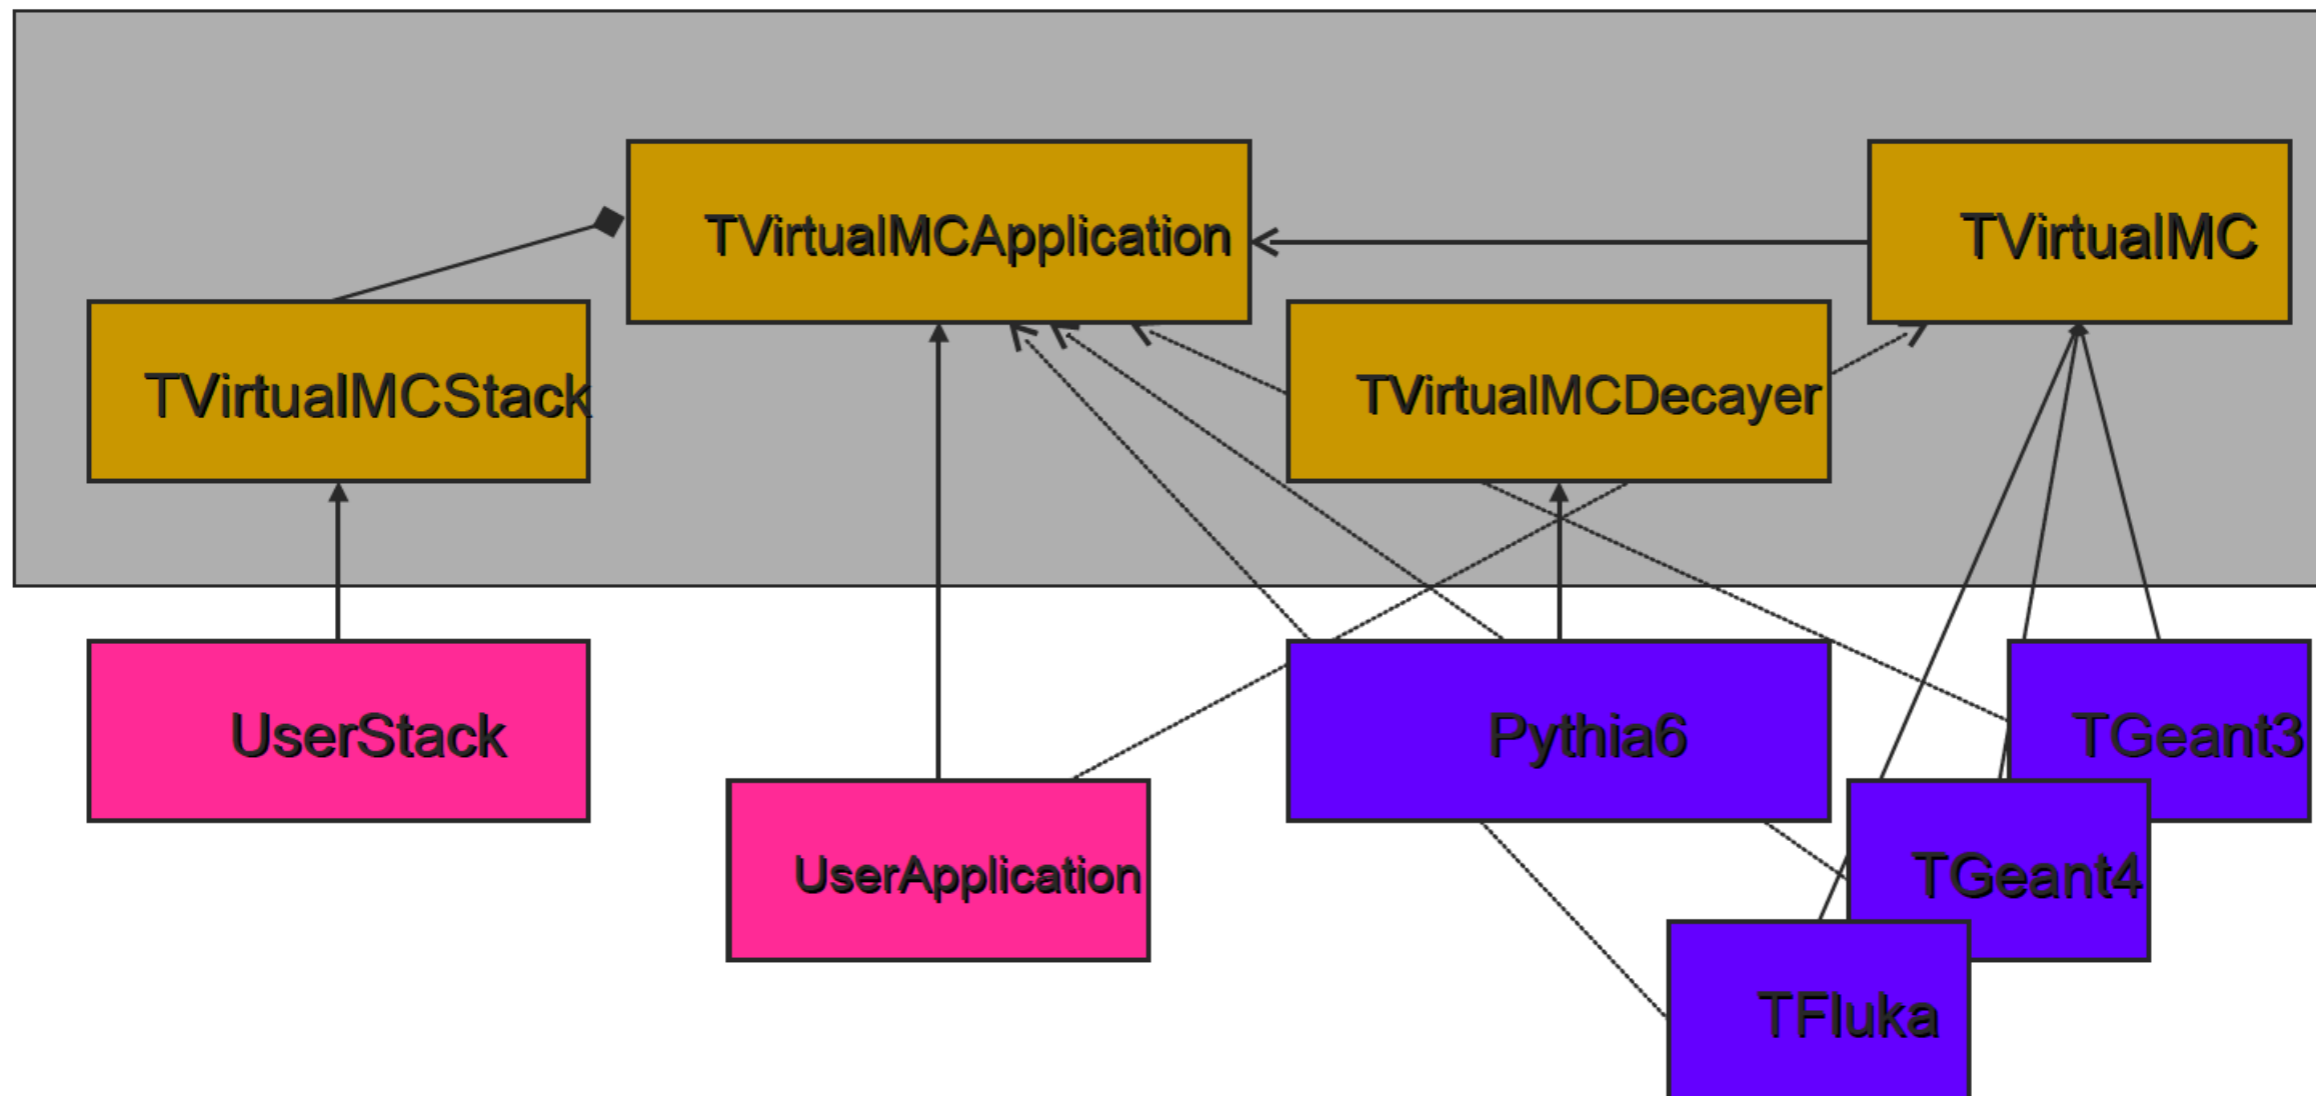 TVirtualMCApplication
TVirtualMC
TVirtualMCStack
TVirtualMCDecayer
UserStack
Pythia6
TGeant3
UserApplication
TGeant4
TFluka